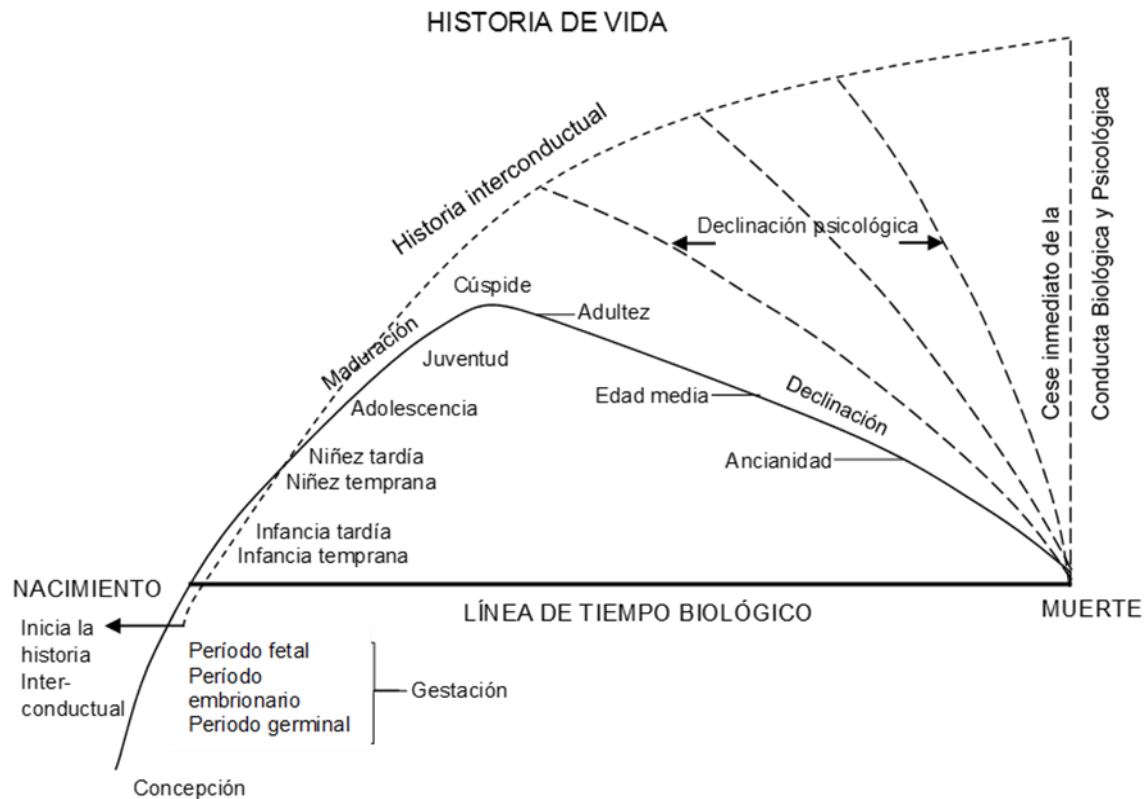 HISTORIA DE VIDA
Historia interconductual
Declinación psicológica
Cese inmediato de la
Conducta Biológica y Psicológica
Cúspide
Maduración
Adultez
Juventud
Adolescencia
Edad media
Declinación
Niñez tardía
Niñez temprana
Ancianidad
Infancia tardía
Infancia temprana
NACIMIENTO
LÍNEA DE TIEMPO BIOLÓGICO
MUERTE
Inicia la
historia
Inter-
conductual
Período fetal
Período
embrionario
Periodo germinal
Gestación
Concepción